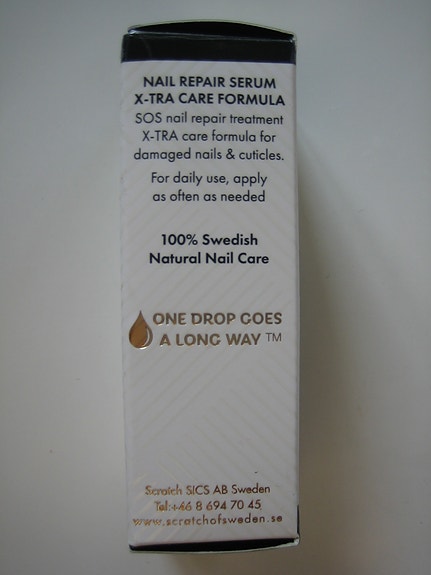 NAIL REPAIR SERUM
X-TRA CARE FORMULA
SOS nail repair treatment
X-TRA care formula for
damaged nails & cuticles.
For daily use, apply
as often as needed
100% Swedish
Natural Nail Care
ONE DROP GOES
A LONG WAY ™
Scratch SICS AB Sweden
Tel:+46 8 694 70 45
www.scratchofsweden.se